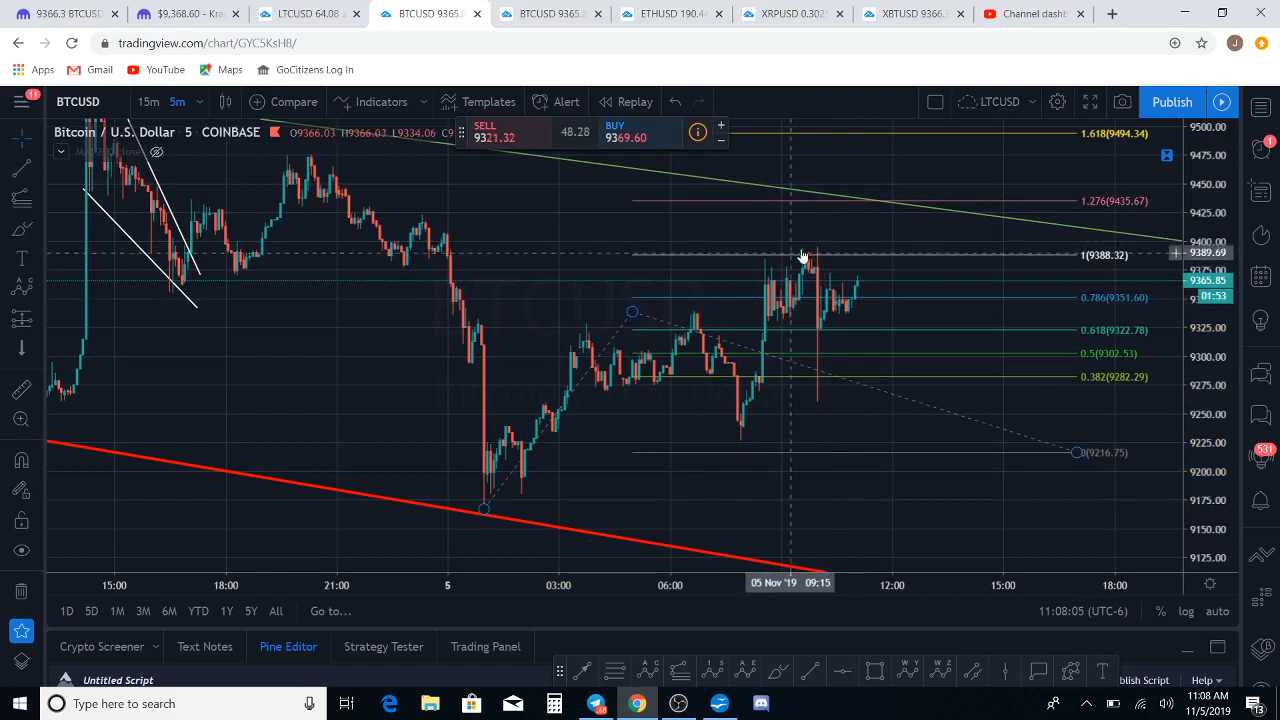 9366.3 B
$9,368.60 - Kra
LTCUSD 64.08
BTCUSD 9365.8
BTCUSD 9365.
ETHUSD 190.44
XRPUSD 0.30
XBTUSD 9366.3
Channel dashb
tradingview.com/chart/GYC5KsH8/
J
Apps
Gmail
YouTube
Maps
GoCitizens Log In
11
BTCUSD
15m
5m
Compare
Indicators
Templates
Alert
Replay
LTCUSD
Publish
Bitcoin / U.S. Dollar 5 COINBASE
O9366.03 H9366.03 L9334.06 C9
SELL
9321.32
48.28
BUY
9369.60
1.618(9494.34)
1.276(9435.67)
1(9388.32)
0.786(9351.60)
0.618(9322.78)
0.5(9302.53)
0.382(9282.29)
(9216.75)
9500.00
9475.00
9450.00
9425.00
9400.00
9389.69
9375.00
9365.85
01:53
9325.00
9300.00
9275.00
9250.00
9225.00
9200.00
9175.00
9150.00
9125.00
1
531
15:00
18:00
21:00
5
03:00
06:00
05 Nov '19 09:15
12:00
15:00
18:00
1D
5D
1M
3M
6M
YTD
1Y
5Y
All
Go to...
11:08:05 (UTC-6)
%
log
auto
Crypto Screener
Text Notes
Pine Editor
Strategy Tester
Trading Panel
Untitled Script
blish Script
Help
Type here to search
11:08 AM
11/5/2019